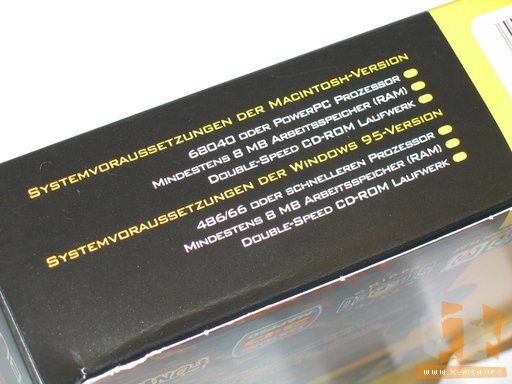 Systemvoraussetzungen der Macintosh-Version
68040 oder PowerPC Prozessor
Mindestens 8 MB Arbeitsspeicher (RAM)
Double-Speed CD-ROM Laufwerk
Systemvoraussetzungen der Windows 95-Version
486/66 oder schnelleren Prozessor
Mindestens 8 MB Arbeitsspeicher (RAM)
Double-Speed CD-ROM Laufwerk
www.x-fish.org